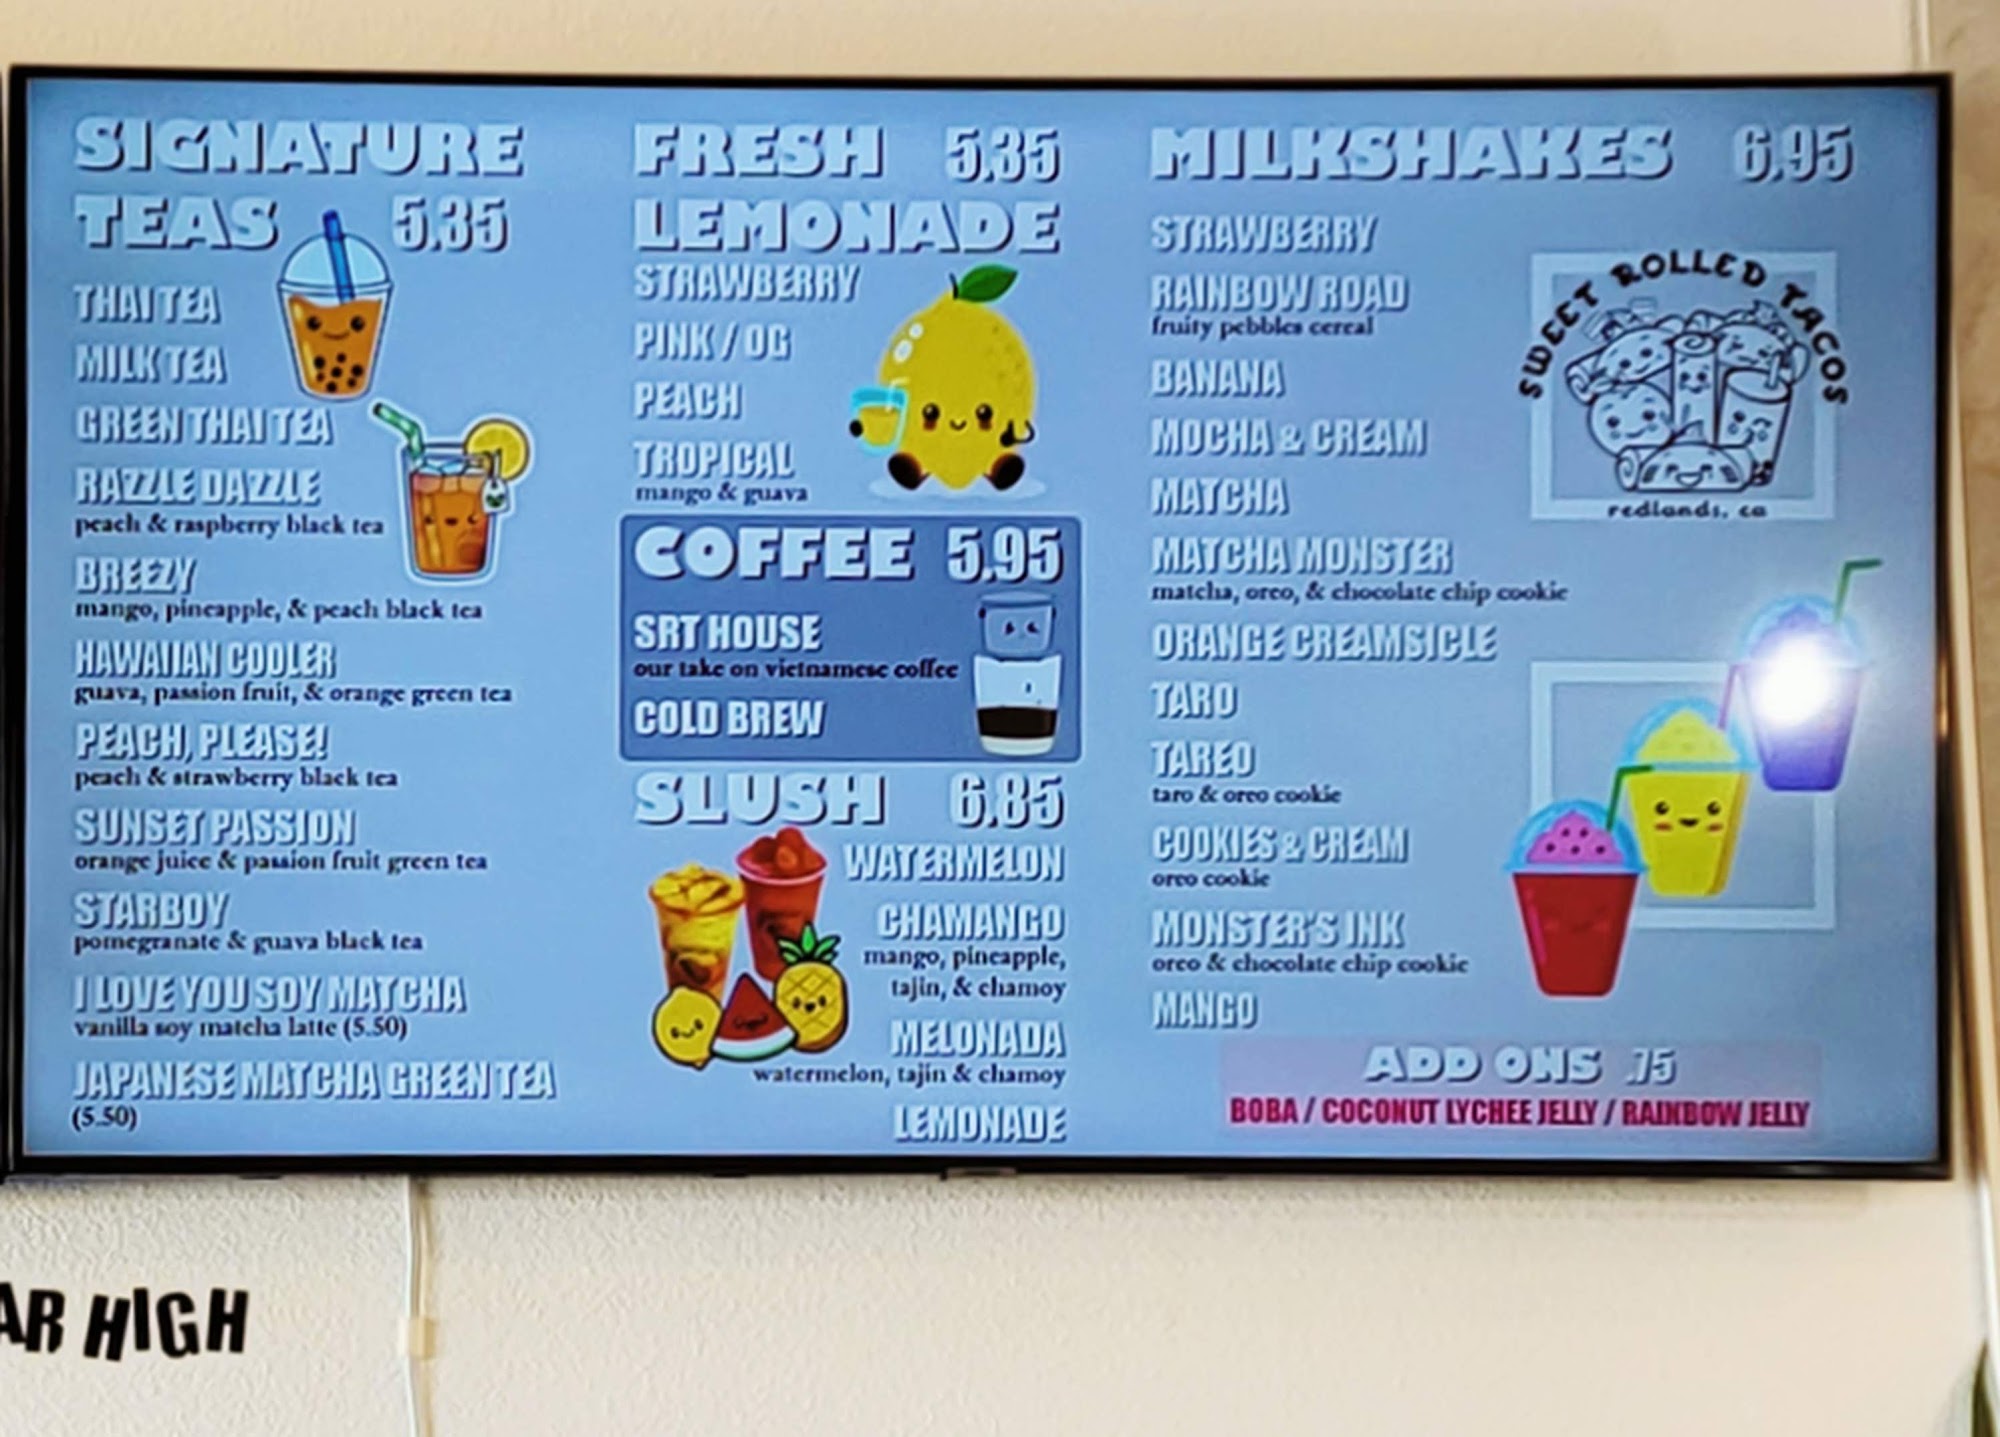 SIGNATURE
TEAS 5.35
THAI TEA
MILK TEA
GREEN THAI TEA
RAZZLE DAZZLE
peach & raspberry black tea
BREEZY
mango, pineapple, & peach black tea
HAWAIIAN COOLER
guava, passion fruit, & orange green tea
PEACH, PLEASE!
peach & strawberry black tea
SUNSET PASSION
orange juice & passion fruit green tea
STARBOY
pomegranate & guava black tea
I LOVE YOU SOY MATCHA
vanilla soy matcha latte (5.50)
JAPANESE MATCHA GREEN TEA
(5.50)
FRESH 5.35
LEMONADE
STRAWBERRY
PINK / OG
PEACH
TROPICAL
mango & guava
COFFEE 5.95
SRT HOUSE
our take on vietnamese coffee
COLD BREW
SLUSH 6.85
WATERMELON
CHAMANGO
mango, pineapple,
tajin, & chamoy
MELONADA
watermelon, tajin & chamoy
LEMONADE
MILKSHAKES 6.95
STRAWBERRY
RAINBOW ROAD
fruity pebbles cereal
BANANA
MOCHA & CREAM
MATCHA
MATCHA MONSTER
matcha, oreo, & chocolate chip cookie
ORANGE CREAMSICLE
TARO
TAREO
taro & oreo cookie
COOKIES & CREAM
oreo cookie
MONSTER'S INK
oreo & chocolate chip cookie
MANGO
SWEET ROLLED TACOS
redlands, ca
ADD ONS .75
BOBA / COCONUT LYCHEE JELLY / RAINBOW JELLY
AR HIGH